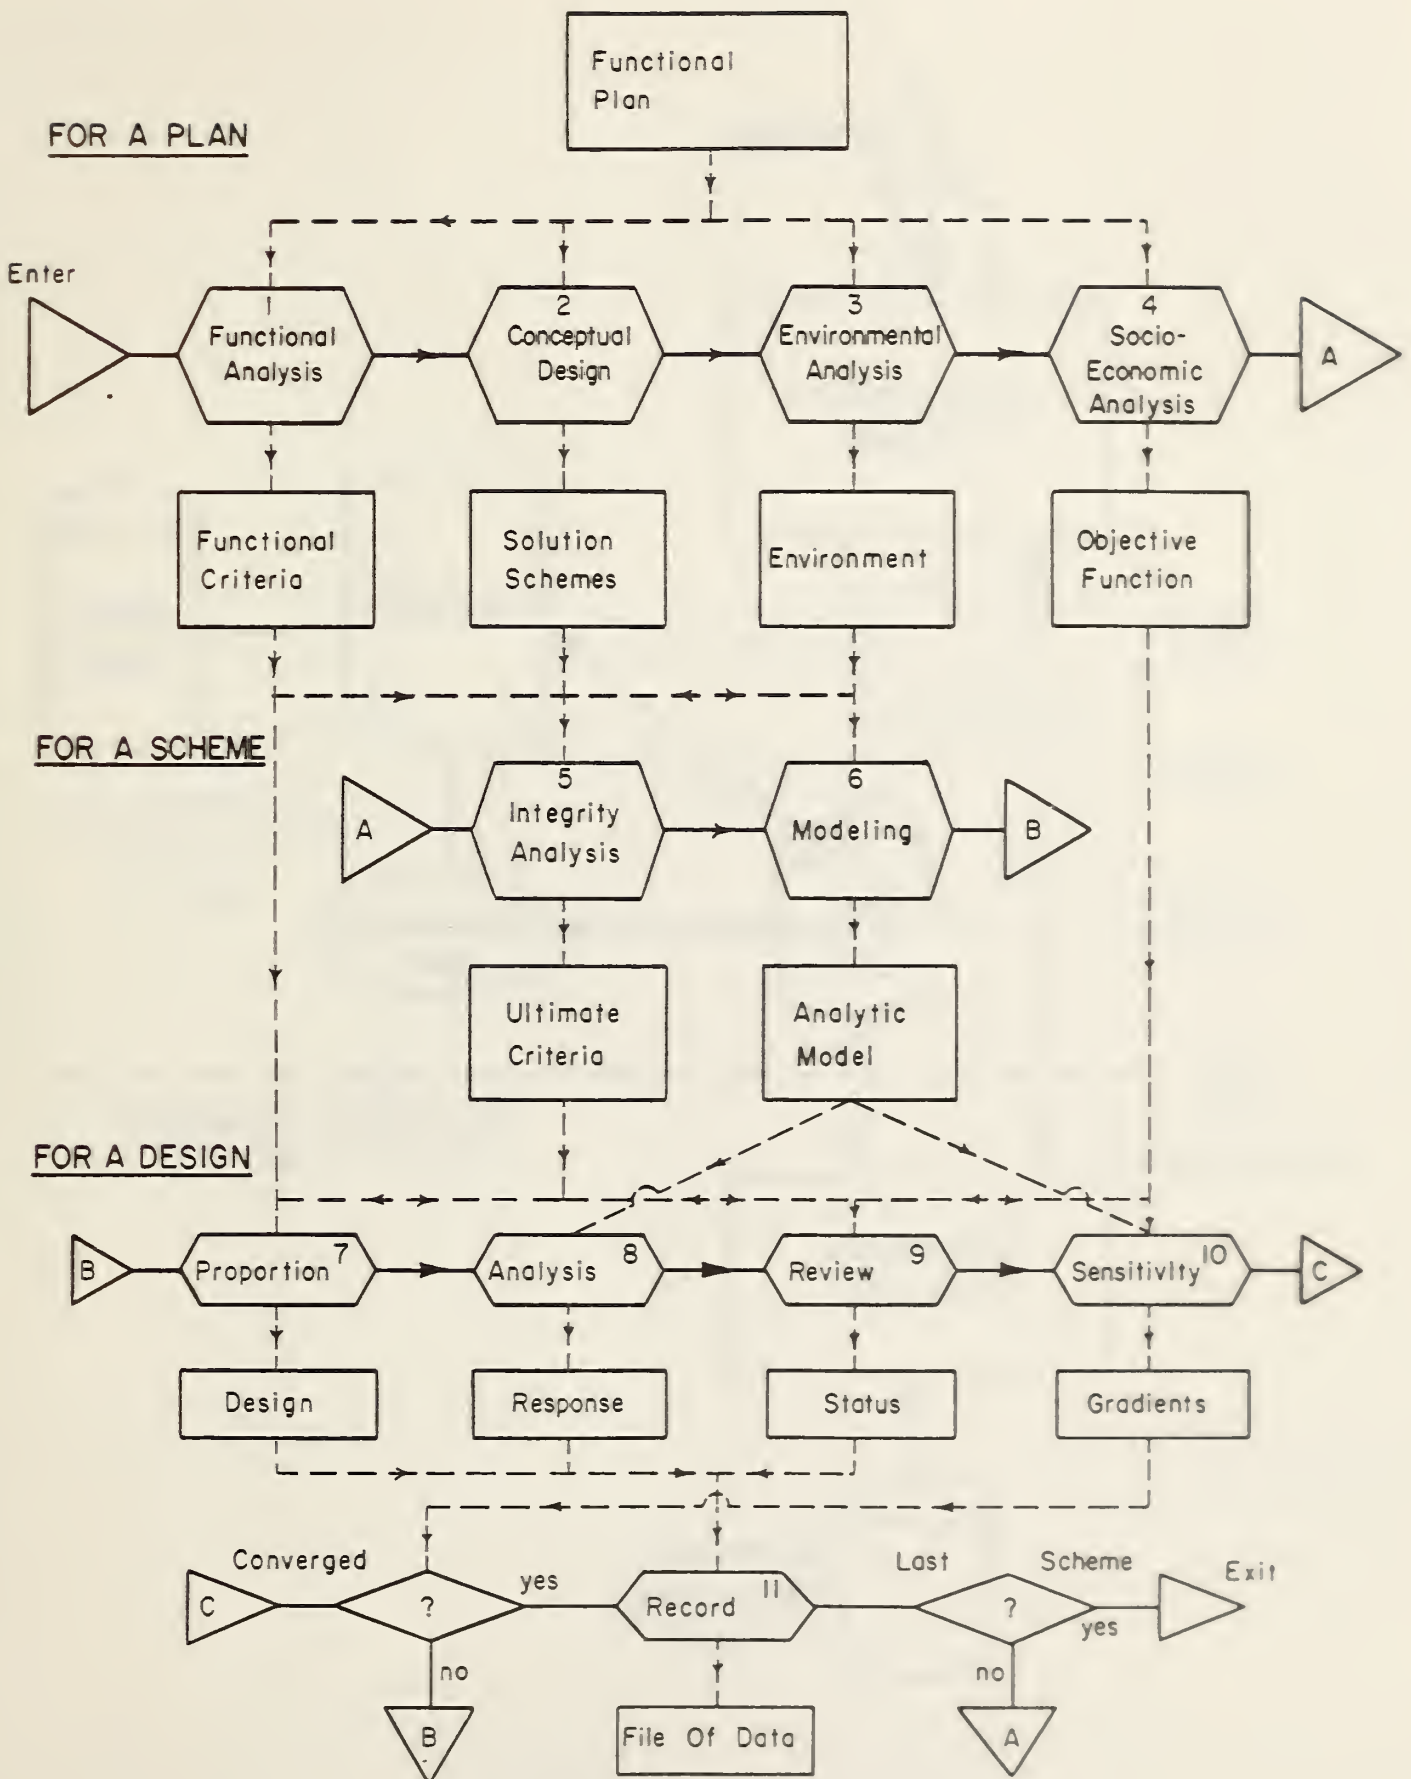 Functional
Plan
FOR A PLAN
Enter
1
Functional
Analysis
2
Conceptual
Design
3
Environmental
Analysis
4
Socio-
Economic
Analysis
A
Functional
Criteria
Solution
Schemes
Environment
Objective
Function
FOR A SCHEME
A
5
Integrity
Analysis
6
Modeling
B
Ultimate
Criteria
Analytic
Model
FOR A DESIGN
B
Proportion 7
Analysis 8
Review 9
Sensitivity 10
C
Design
Response
Status
Gradients
Converged
C
?
yes
no
B
Record 11
File Of Data
Last Scheme
?
yes
Exit
no
A